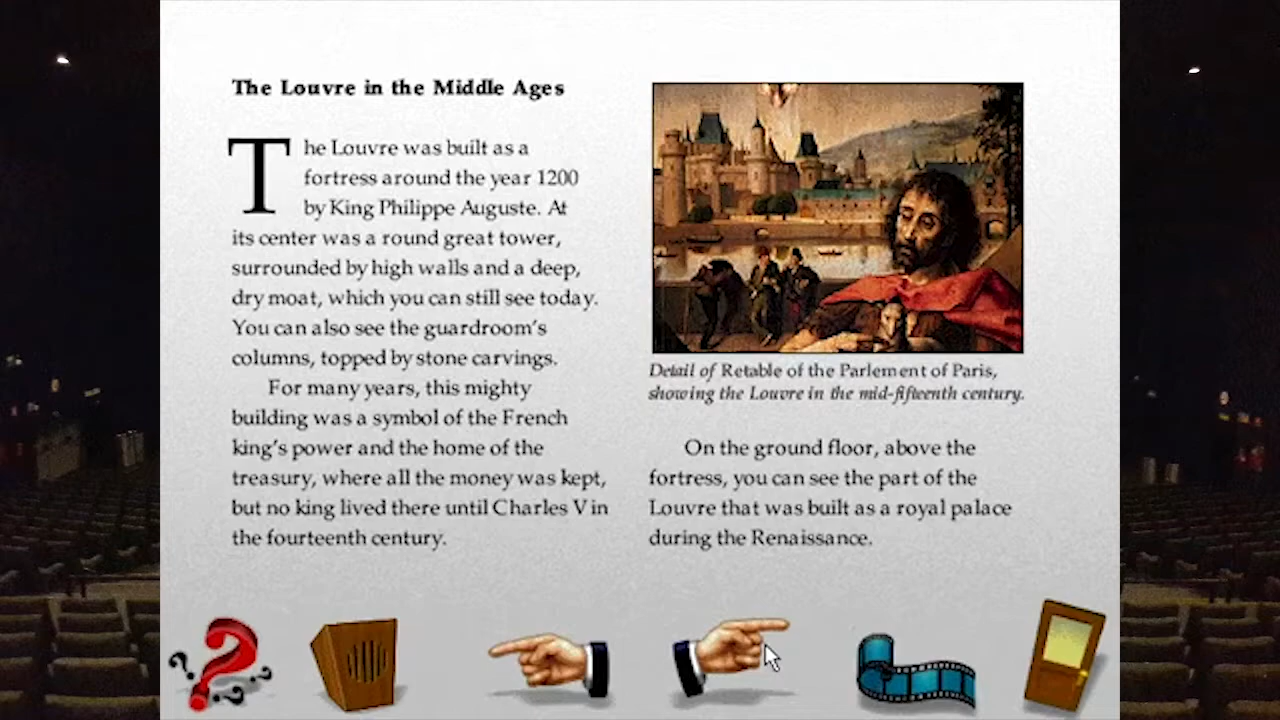 The Louvre in the Middle Ages
The Louvre was built as a
fortress around the year 1200
by King Philippe Auguste. At
its center was a round great tower,
surrounded by high walls and a deep,
dry moat, which you can still see today.
You can also see the guardroom's
columns, topped by stone carvings.
For many years, this mighty
building was a symbol of the French
king's power and the home of the
treasury, where all the money was kept,
but no king lived there until Charles V in
the fourteenth century.
Detail of Retable of the Parlement of Paris,
showing the Louvre in the mid-fifteenth century.
On the ground floor, above the
fortress, you can see the part of the
Louvre that was built as a royal palace
during the Renaissance.